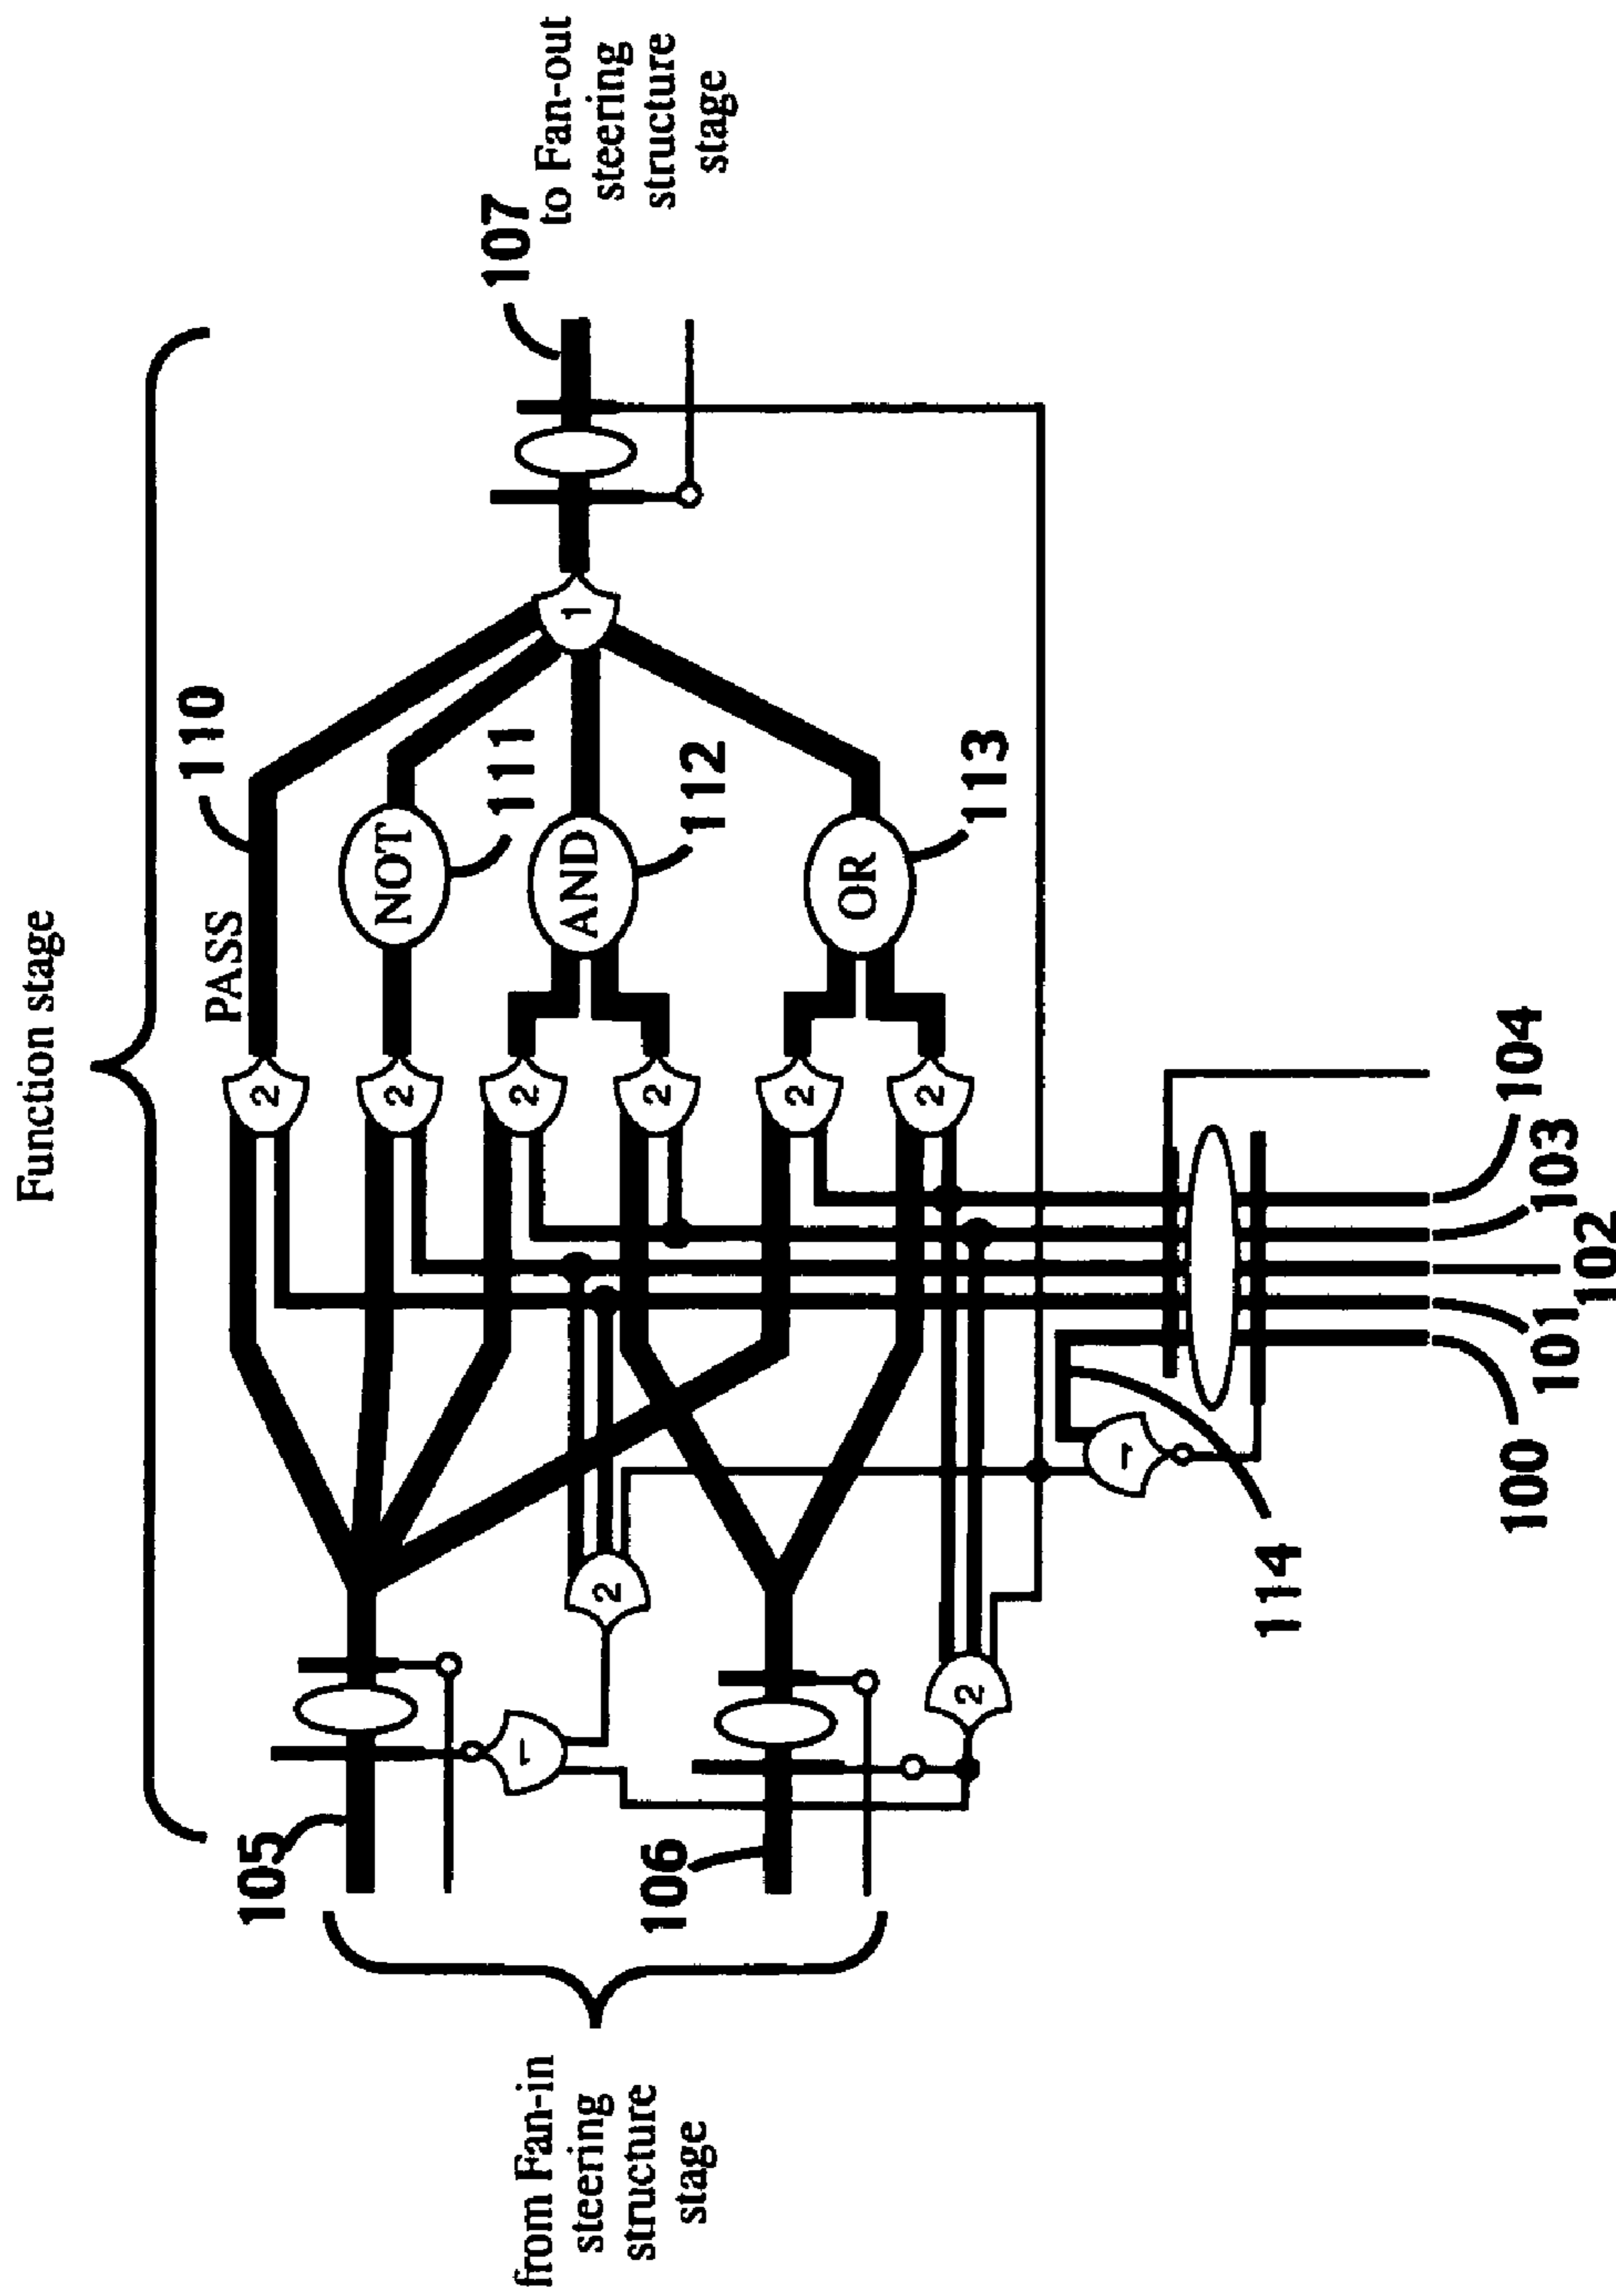 Function stage
from Fan-in
steering
structure
stage
to Fan-out
steering
structure
stage
105
106
107
PASS
110
NOT
111
AND
112
OR
113
2
2
2
2
2
2
1
2
1
2
1
114
100
101
102
103
104